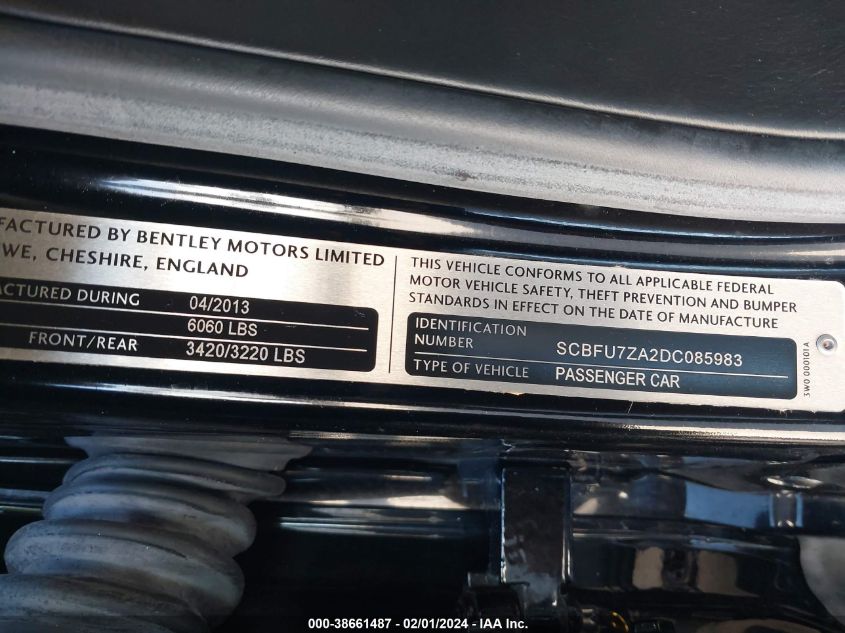 FACTURED BY BENTLEY MOTORS LIMITED
WE, CHESHIRE, ENGLAND
ACTURED DURING 04/2013
6060 LBS
FRONT/REAR 3420/3220 LBS
THIS VEHICLE CONFORMS TO ALL APPLICABLE FEDERAL
MOTOR VEHICLE SAFETY, THEFT PREVENTION AND BUMPER
STANDARDS IN EFFECT ON THE DATE OF MANUFACTURE
IDENTIFICATION
NUMBER SCBFU7ZA2DC085983
TYPE OF VEHICLE PASSENGER CAR
3W0 000101A
000-38661487 - 02/01/2024 - IAA Inc.